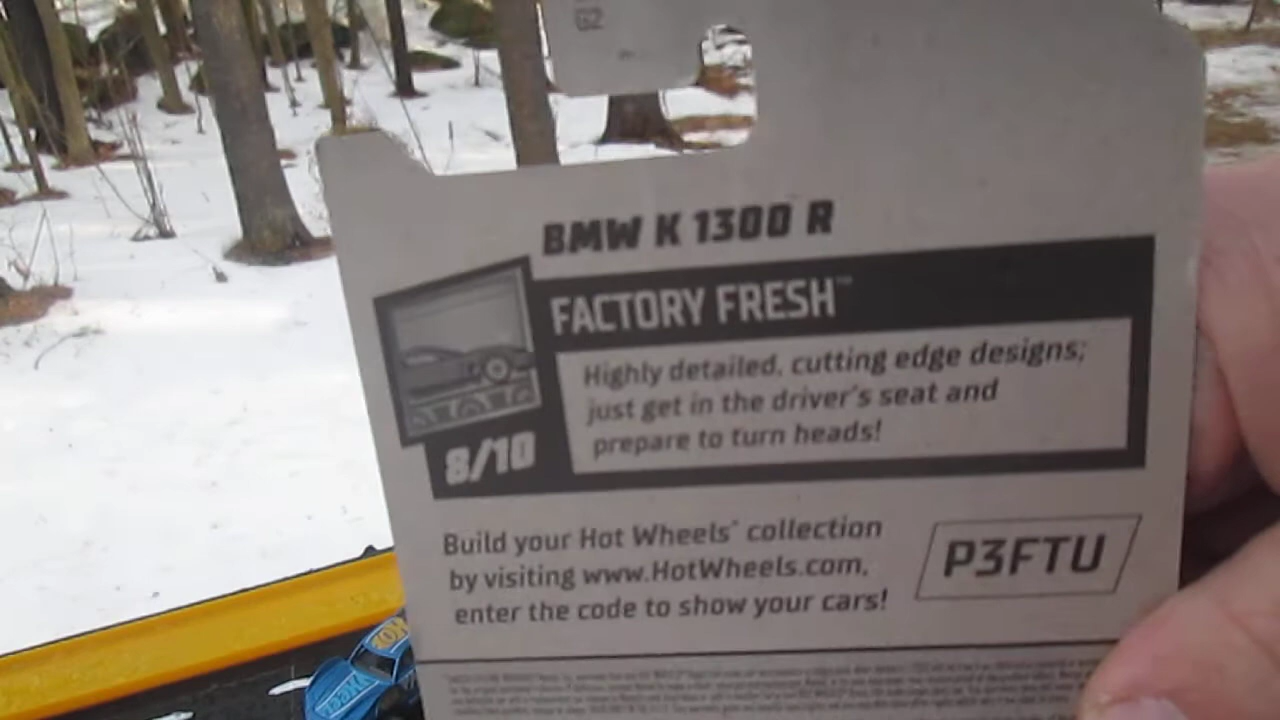 G2
BMW K 1300 R
FACTORY FRESH™
Highly detailed, cutting edge designs;
just get in the driver's seat and
prepare to turn heads!
8/10
Build your Hot Wheels® collection
by visiting www.HotWheels.com,
enter the code to show your cars!
P3FTU